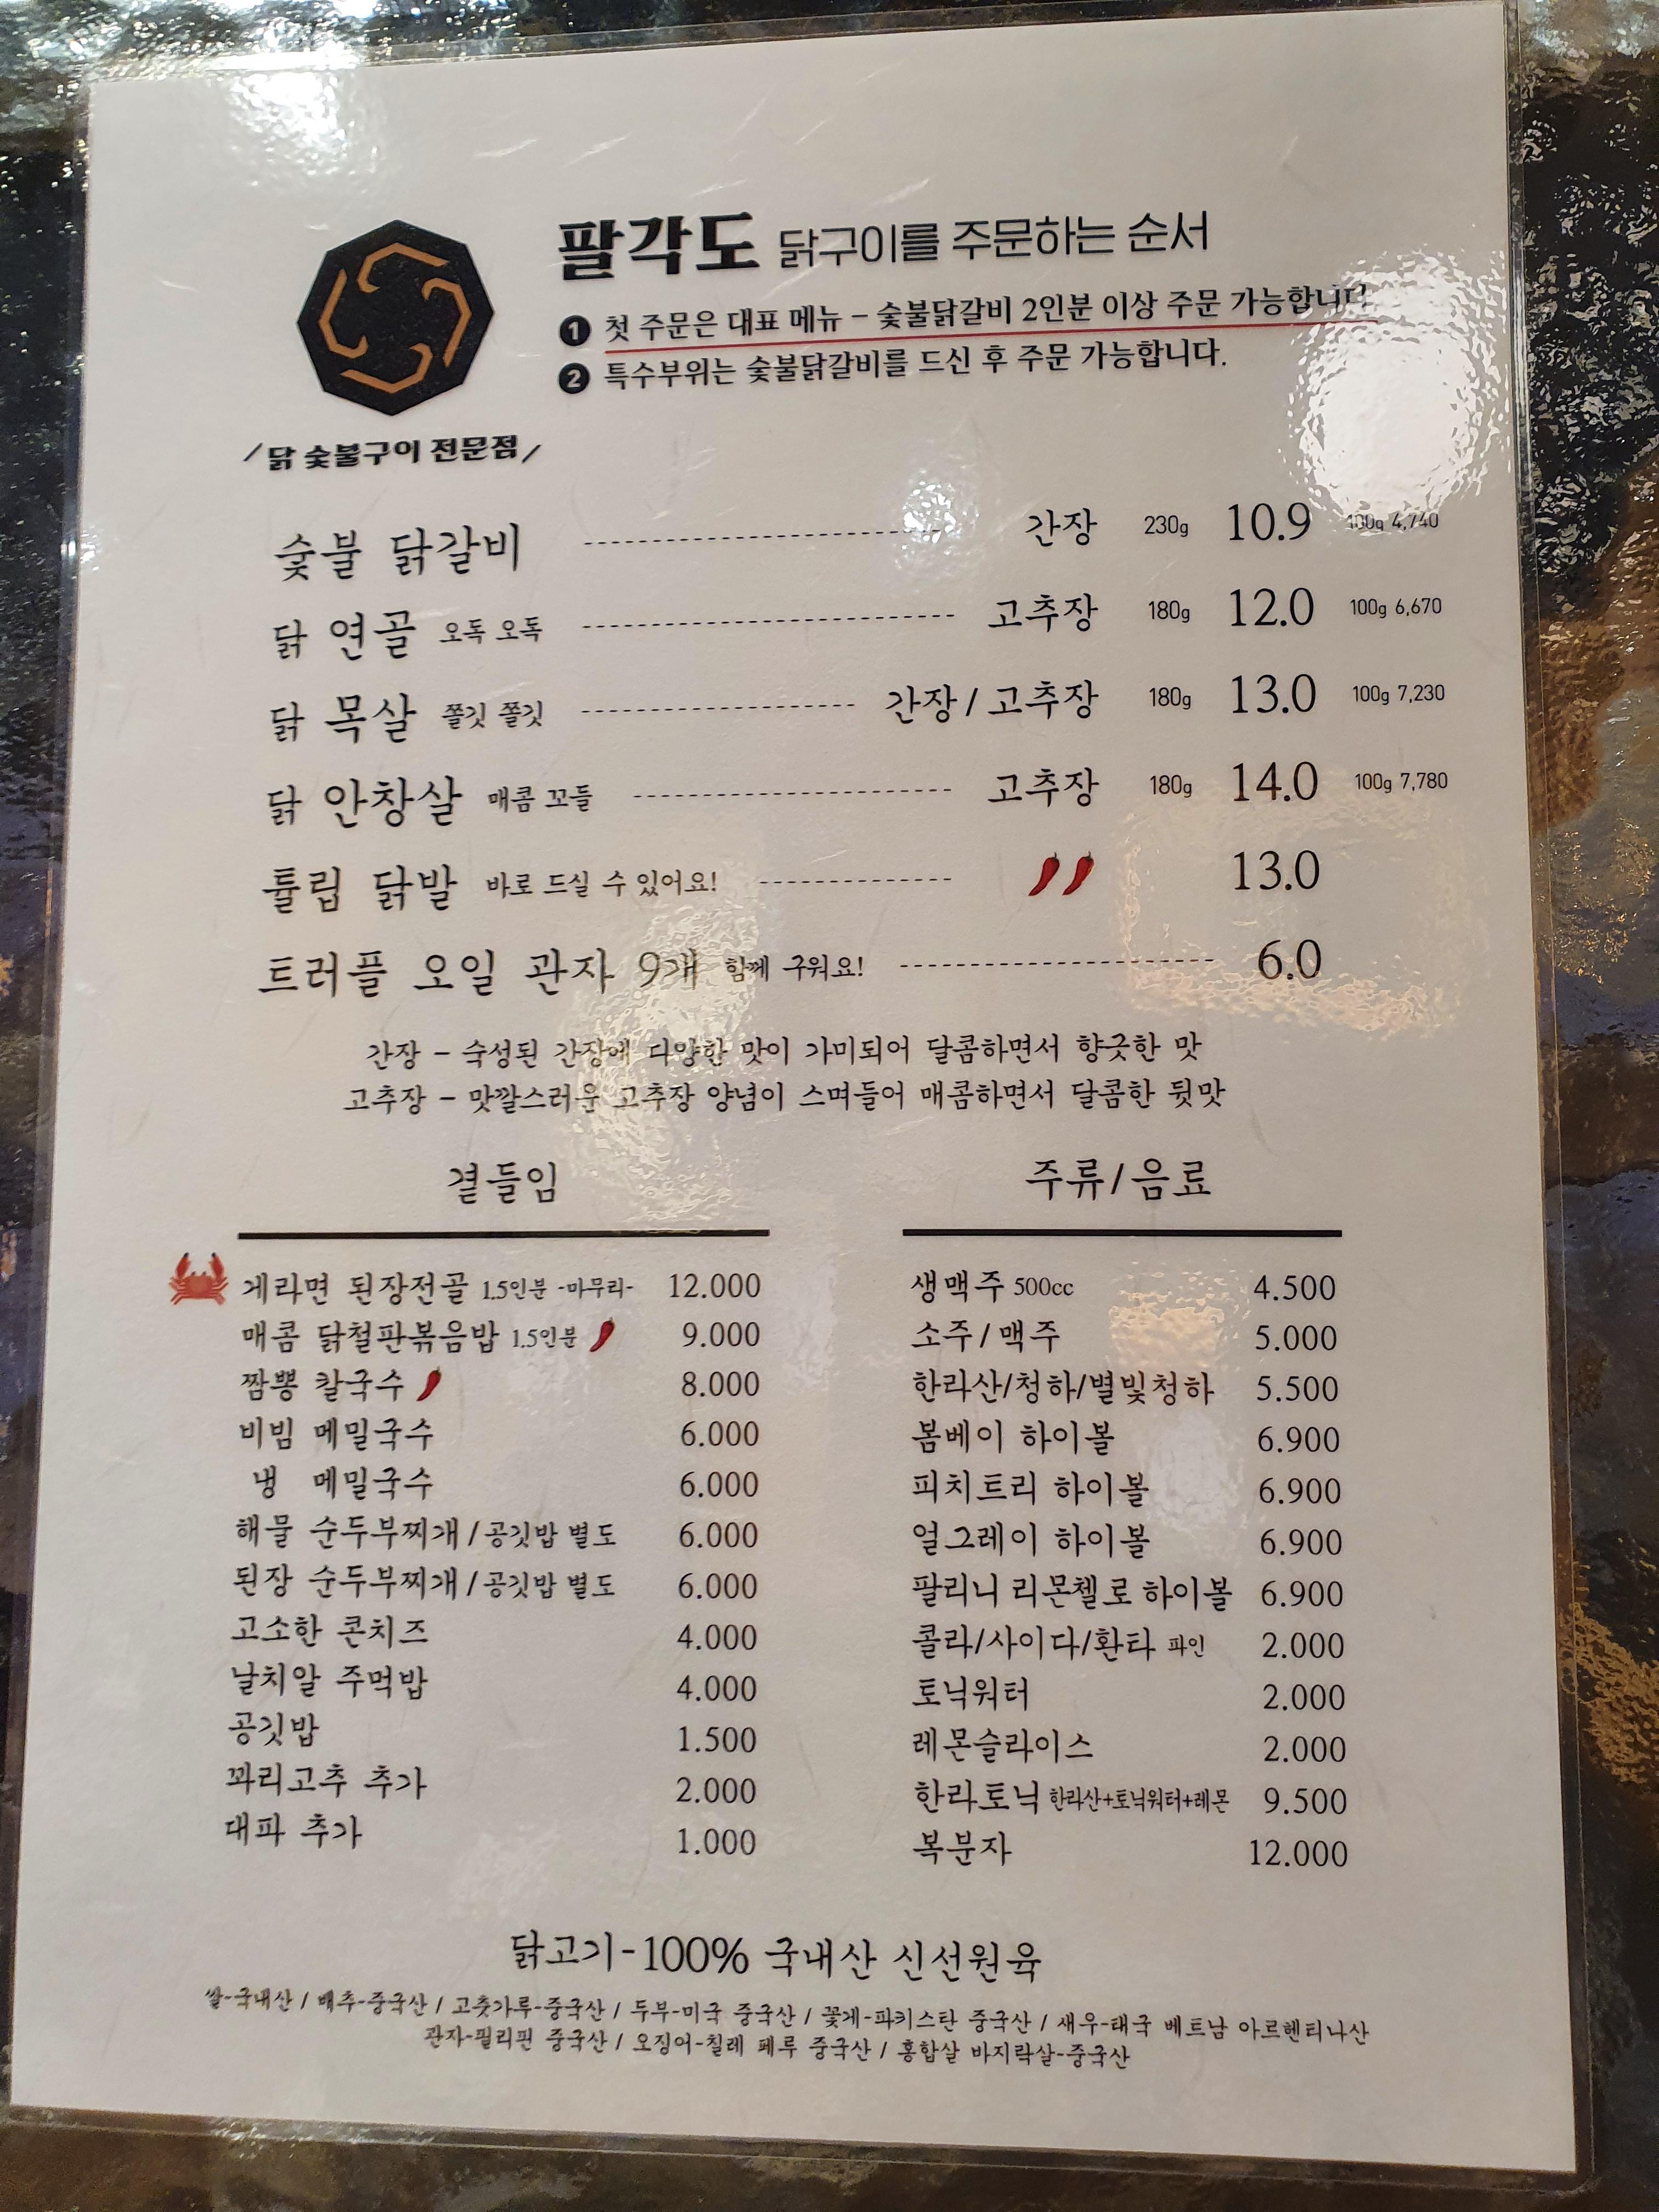 팔각도 닭구이를 주문하는 순서
1 첫 주문은 대표 메뉴 - 숯불닭갈비 2인분 이상 주문 가능합니다
2 특수부위는 숯불닭갈비를 드신 후 주문 가능합니다.
/닭 숯불구이 전문점/
숯불 닭갈비 간장 230g 10.9 100g 4,740
닭 연골 오독 오독 고추장 180g 12.0 100g 6,670
닭 목살 쫄깃 쫄깃 간장 / 고추장 180g 13.0 100g 7,230
닭 안창살 매콤 꼬들 고추장 180g 14.0 100g 7,780
튤립 닭발 바로 드실 수 있어요! 13.0
트러플 오일 관자 9개 함께 구워요! 6.0
간장 - 숙성된 간장에 다양한 맛이 가미되어 달콤하면서 향긋한 맛
고추장 - 맛깔스러운 고추장 양념이 스며들어 매콤하면서 달콤한 뒷맛
곁들임
게라면 된장전골 1.5인분 -마무리- 12.000
매콤 닭철판볶음밥 1.5인분 9.000
짬뽕 칼국수 8.000
비빔 메밀국수 6.000
냉 메밀국수 6.000
해물 순두부찌개 / 공깃밥 별도 6.000
된장 순두부찌개 / 공깃밥 별도 6.000
고소한 콘치즈 4.000
날치알 주먹밥 4.000
공깃밥 1.500
꽈리고추 추가 2.000
대파 추가 1.000
주류/음료
생맥주 500cc 4.500
소주 / 맥주 5.000
한라산/청하/별빛청하 5.500
봄베이 하이볼 6.900
피치트리 하이볼 6.900
얼그레이 하이볼 6.900
팔리니 리몬첼로 하이볼 6.900
콜라/사이다/환타 파인 2.000
토닉워터 2.000
레몬슬라이스 2.000
한라토닉 한라산+토닉워터+레몬 9.500
복분자 12.000
닭고기-100% 국내산 신선원육
쌀-국내산 / 배추-중국산 / 고춧가루-중국산 / 두부-미국 중국산 / 꽃게-파키스탄 중국산 / 새우-태국 베트남 아르헨티나산
관자-필리핀 중국산 / 오징어-칠레 페루 중국산 / 홍합살 바지락살-중국산